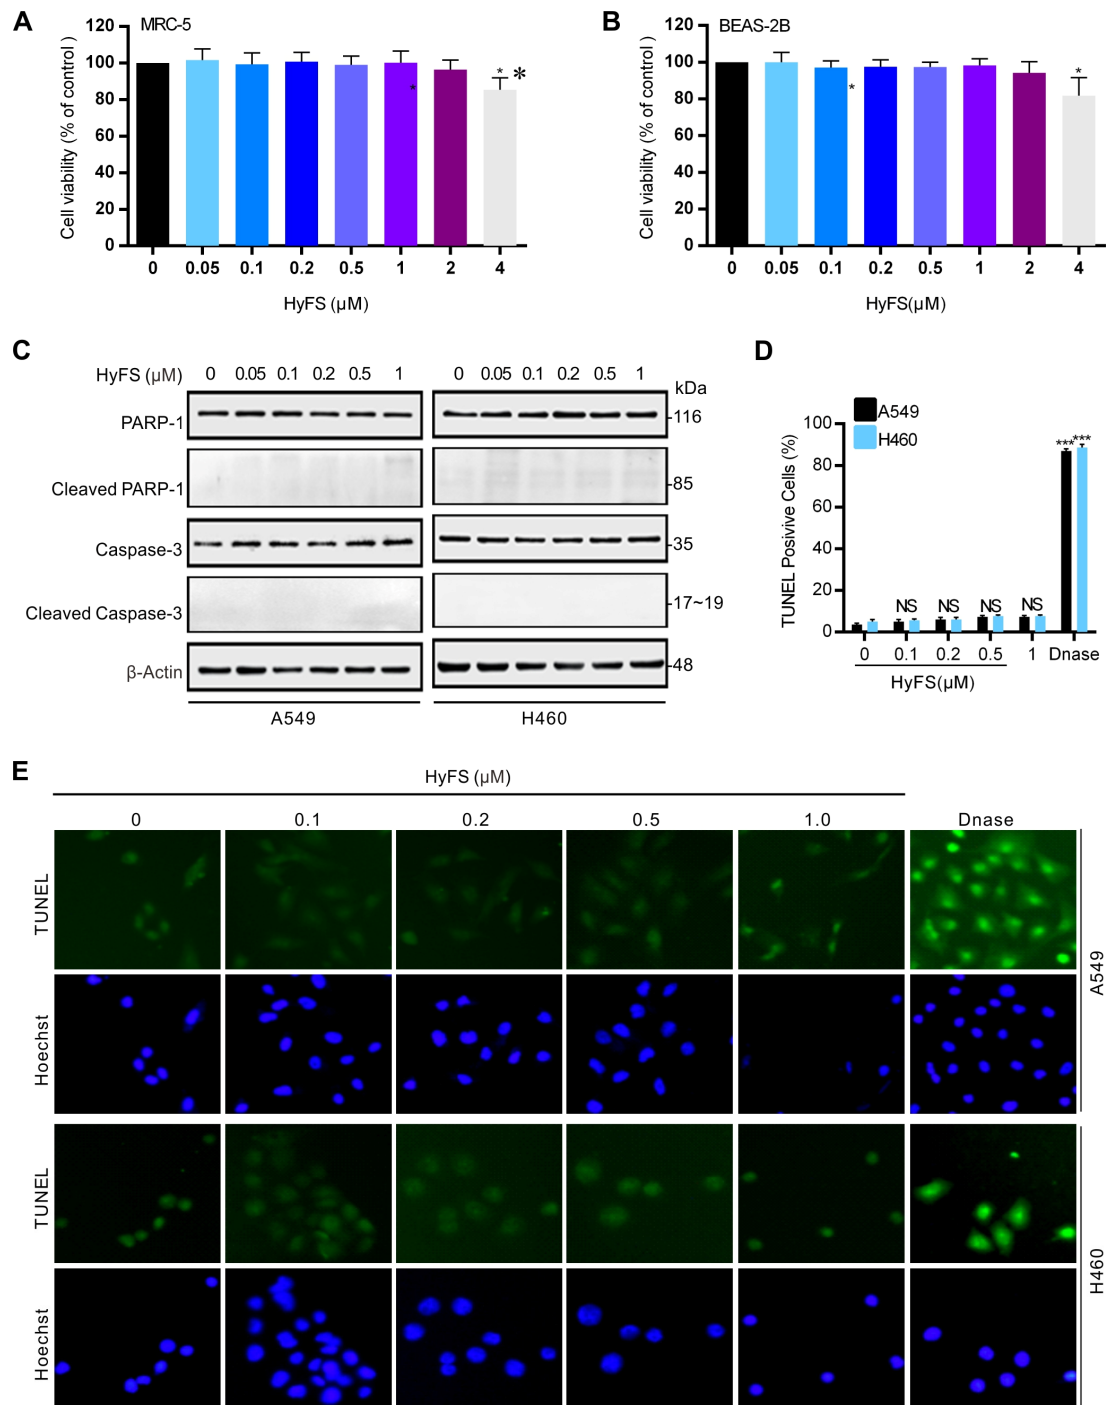 A
MRC-5
Cell viability (% of control )
120
100
80
60
40
20
0
* *
*
0 0.05 0.1 0.2 0.5 1 2 4
HyFS (µM)
B
BEAS-2B
Cell viability (% of control )
120
100
80
60
40
20
0
*
*
0 0.05 0.1 0.2 0.5 1 2 4
HyFS(µM)
C
HyFS (µM) 0 0.05 0.1 0.2 0.5 1 0 0.05 0.1 0.2 0.5 1
kDa
PARP-1 -116
Cleaved PARP-1 -85
Caspase-3 -35
Cleaved Caspase-3 -17~19
β-Actin -48
A549 H460
D
A549
H460
TUNEL Posivive Cells (%)
100
80
60
40
20
0
NS NS NS NS *** ***
0 0.1 0.2 0.5 1 Dnase
HyFS(µM)
E
HyFS (µM)
0 0.1 0.2 0.5 1.0 Dnase
TUNEL
Hoechst
A549
TUNEL
Hoechst
H460